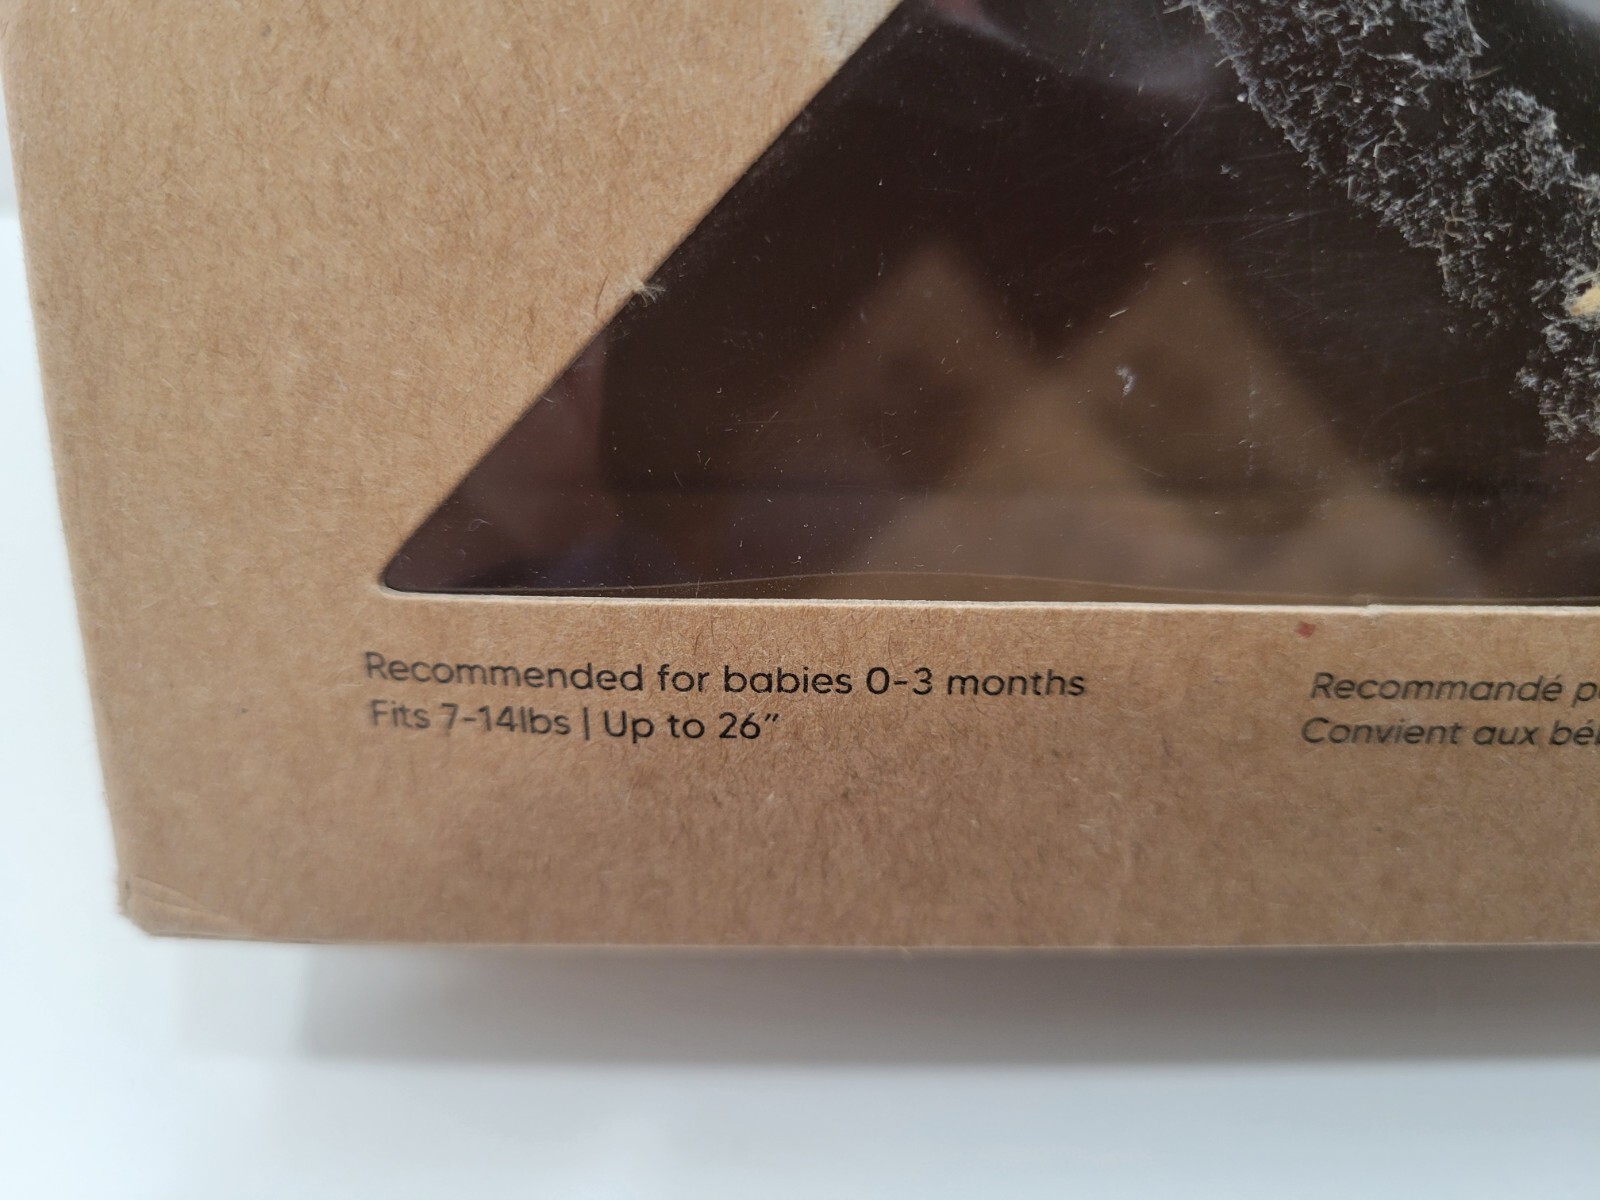 Recommended for babies 0-3 months
Fits 7-14lbs | Up to 26"
Recommandé
Convient aux